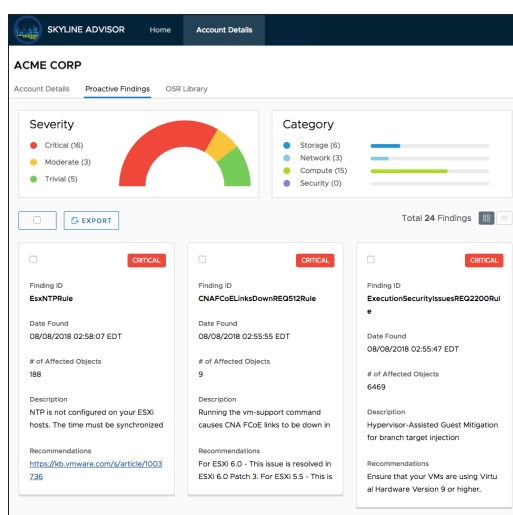 SKYLINE ADVISOR Home Account Details
ACME CORP
Account Details Proactive Findings OSR Library
Severity
Critical (16)
Moderate (3)
Trivial (5)
Category
Storage (6)
Network (3)
Compute (15)
Security (0)
EXPORT
Total 24 Findings
CRITICAL
Finding ID
EsxNTPRule
Date Found
08/08/2018 02:58:07 EDT
# of Affected Objects
188
Description
NTP is not configured on your ESXi
hosts. The time must be synchronized
Recommendations
https://kb.vmware.com/s/article/1003
736
CRITICAL
Finding ID
CNAFCoELinksDownREQ512Rule
Date Found
08/08/2018 02:55:55 EDT
# of Affected Objects
9
Description
Running the vm-support command
causes CNA FCoE links to be down in
Recommendations
For ESXi 6.0 - This issue is resolved in
ESXi 6.0 Patch 3. For ESXi 5.5 - This is
CRITICAL
Finding ID
ExecutionSecurityIssuesREQ2200Rul
e
Date Found
08/08/2018 02:55:47 EDT
# of Affected Objects
6469
Description
Hypervisor-Assisted Guest Mitigation
for branch target injection
Recommendations
Ensure that your VMs are using Virtu
al Hardware Version 9 or higher.